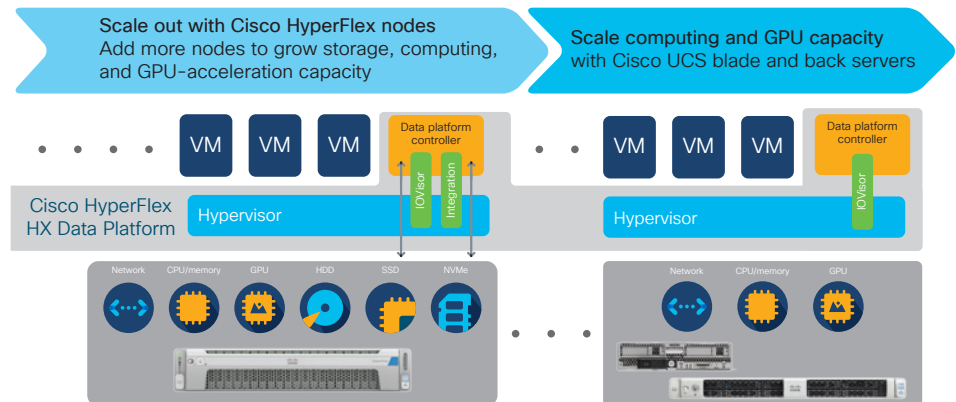 Scale out with Cisco HyperFlex nodes
Add more nodes to grow storage, computing,
and GPU-acceleration capacity
Scale computing and GPU capacity
with Cisco UCS blade and back servers
VM
VM
VM
Data platform
controller
IOVisor
Integration
VM
VM
VM
Data platform
controller
IOVisor
Cisco HyperFlex
HX Data Platform
Hypervisor
Hypervisor
Network
CPU/memory
GPU
HDD
SSD
NVMe
Network
CPU/memory
GPU